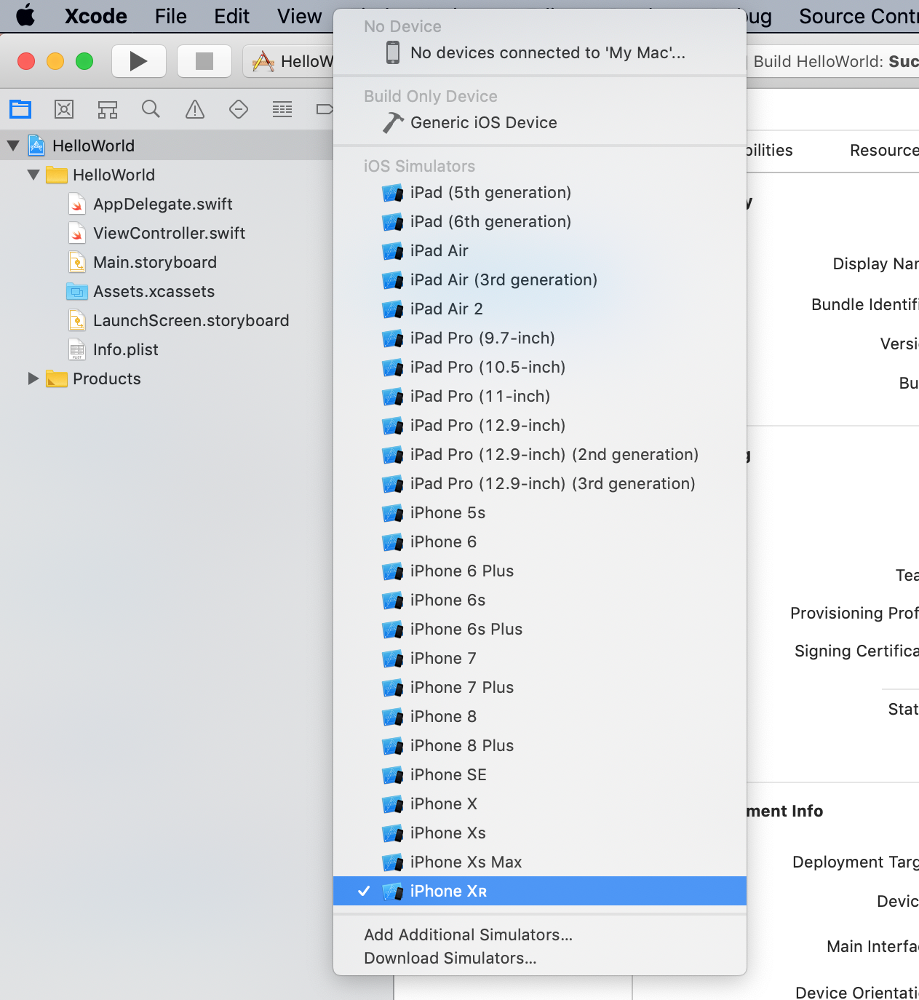 Xcode File Edit View
Source Contr
No Device
No devices connected to 'My Mac'...
HelloW
Build HelloWorld: Suc
Build Only Device
Generic iOS Device
HelloWorld
bilities Resource
iOS Simulators
HelloWorld
iPad (5th generation)
AppDelegate.swift
iPad (6th generation)
ViewController.swift
iPad Air
Main.storyboard
Display Nar
iPad Air (3rd generation)
Assets.xcassets
iPad Air 2
Bundle Identifi
LaunchScreen.storyboard
iPad Pro (9.7-inch)
Versi
Info.plist
iPad Pro (10.5-inch)
Products
Bu
iPad Pro (11-inch)
iPad Pro (12.9-inch)
iPad Pro (12.9-inch) (2nd generation)
iPad Pro (12.9-inch) (3rd generation)
iPhone 5s
iPhone 6
iPhone 6 Plus
Tea
iPhone 6s
Provisioning Prof
iPhone 6s Plus
Signing Certifica
iPhone 7
iPhone 7 Plus
Stat
iPhone 8
iPhone 8 Plus
iPhone SE
iPhone X
ment Info
iPhone Xs
iPhone Xs Max
Deployment Targ
iPhone XR
Devic
Add Additional Simulators...
Main Interfa
Download Simulators...
Device Orientati